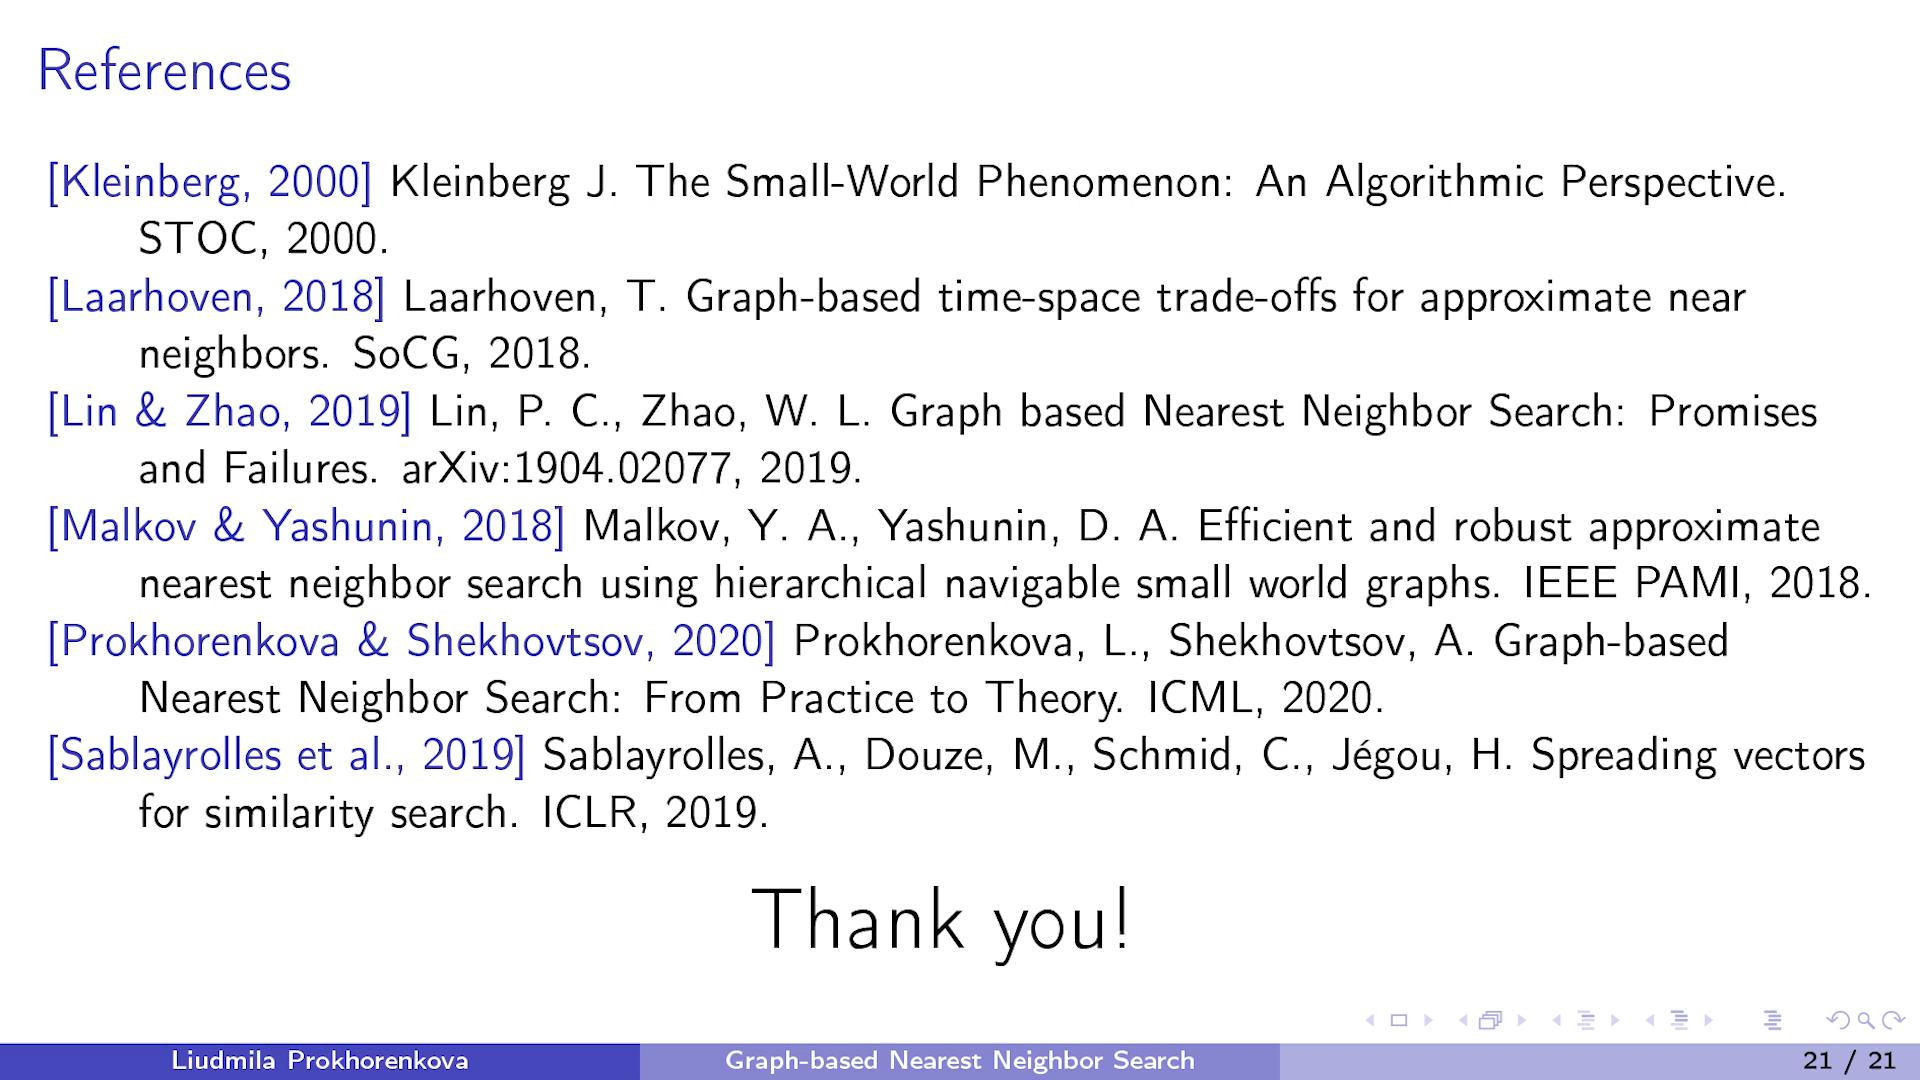 References
[Kleinberg, 2000] Kleinberg J. The Small-World Phenomenon: An Algorithmic Perspective.
STOC, 2000.
[Laarhoven, 2018] Laarhoven, T. Graph-based time-space trade-offs for approximate near
neighbors. SoCG, 2018.
[Lin & Zhao, 2019] Lin, P. C., Zhao, W. L. Graph based Nearest Neighbor Search: Promises
and Failures. arXiv:1904.02077, 2019.
[Malkov & Yashunin, 2018] Malkov, Y. A., Yashunin, D. A. Efficient and robust approximate
nearest neighbor search using hierarchical navigable small world graphs. IEEE PAMI, 2018.
[Prokhorenkova & Shekhovtsov, 2020] Prokhorenkova, L., Shekhovtsov, A. Graph-based
Nearest Neighbor Search: From Practice to Theory. ICML, 2020.
[Sablayrolles et al., 2019] Sablayrolles, A., Douze, M., Schmid, C., Jégou, H. Spreading vectors
for similarity search. ICLR, 2019.
Thank you!
Liudmila Prokhorenkova
Graph-based Nearest Neighbor Search
21 / 21